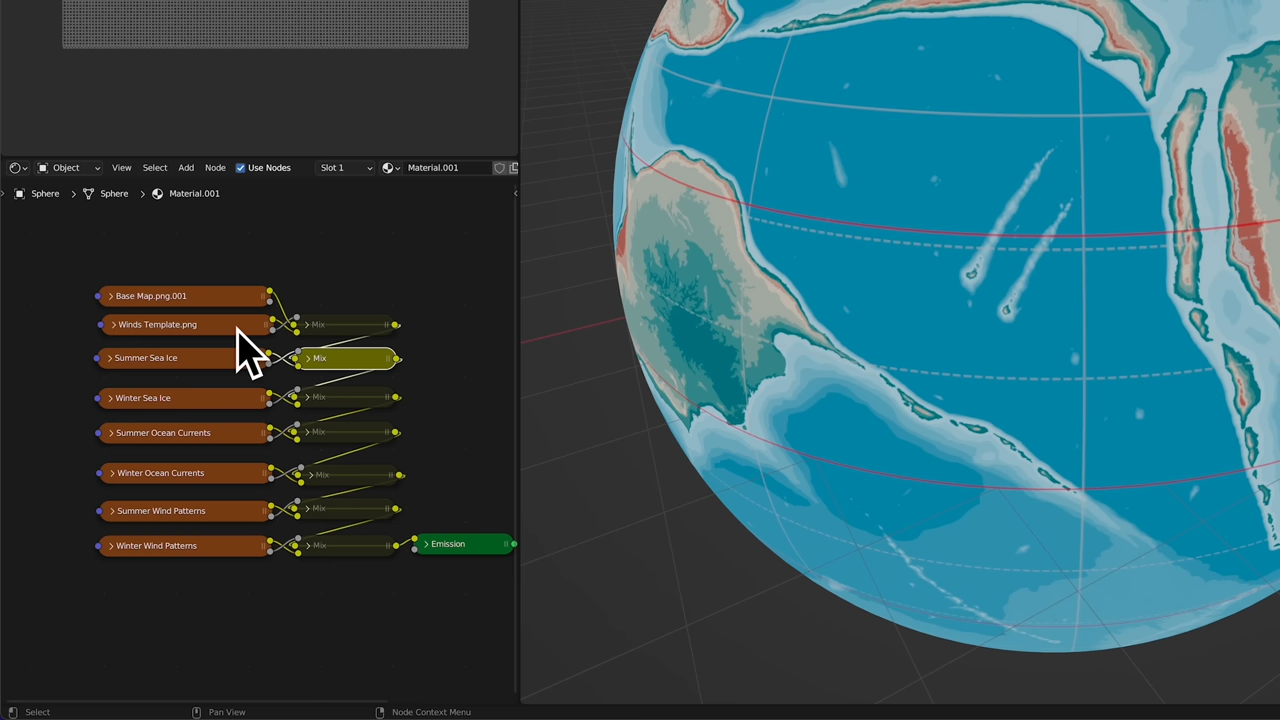 Object View Select Add Node Use Nodes Slot 1 Material.001
Sphere Sphere Material.001
Base Map.png.001
Winds Template.png Mix
Summer Sea Ice Mix
Winter Sea Ice Mix
Summer Ocean Currents Mix
Winter Ocean Currents Mix
Summer Wind Patterns Mix
Winter Wind Patterns Mix Emission
Select Pan View Node Context Menu